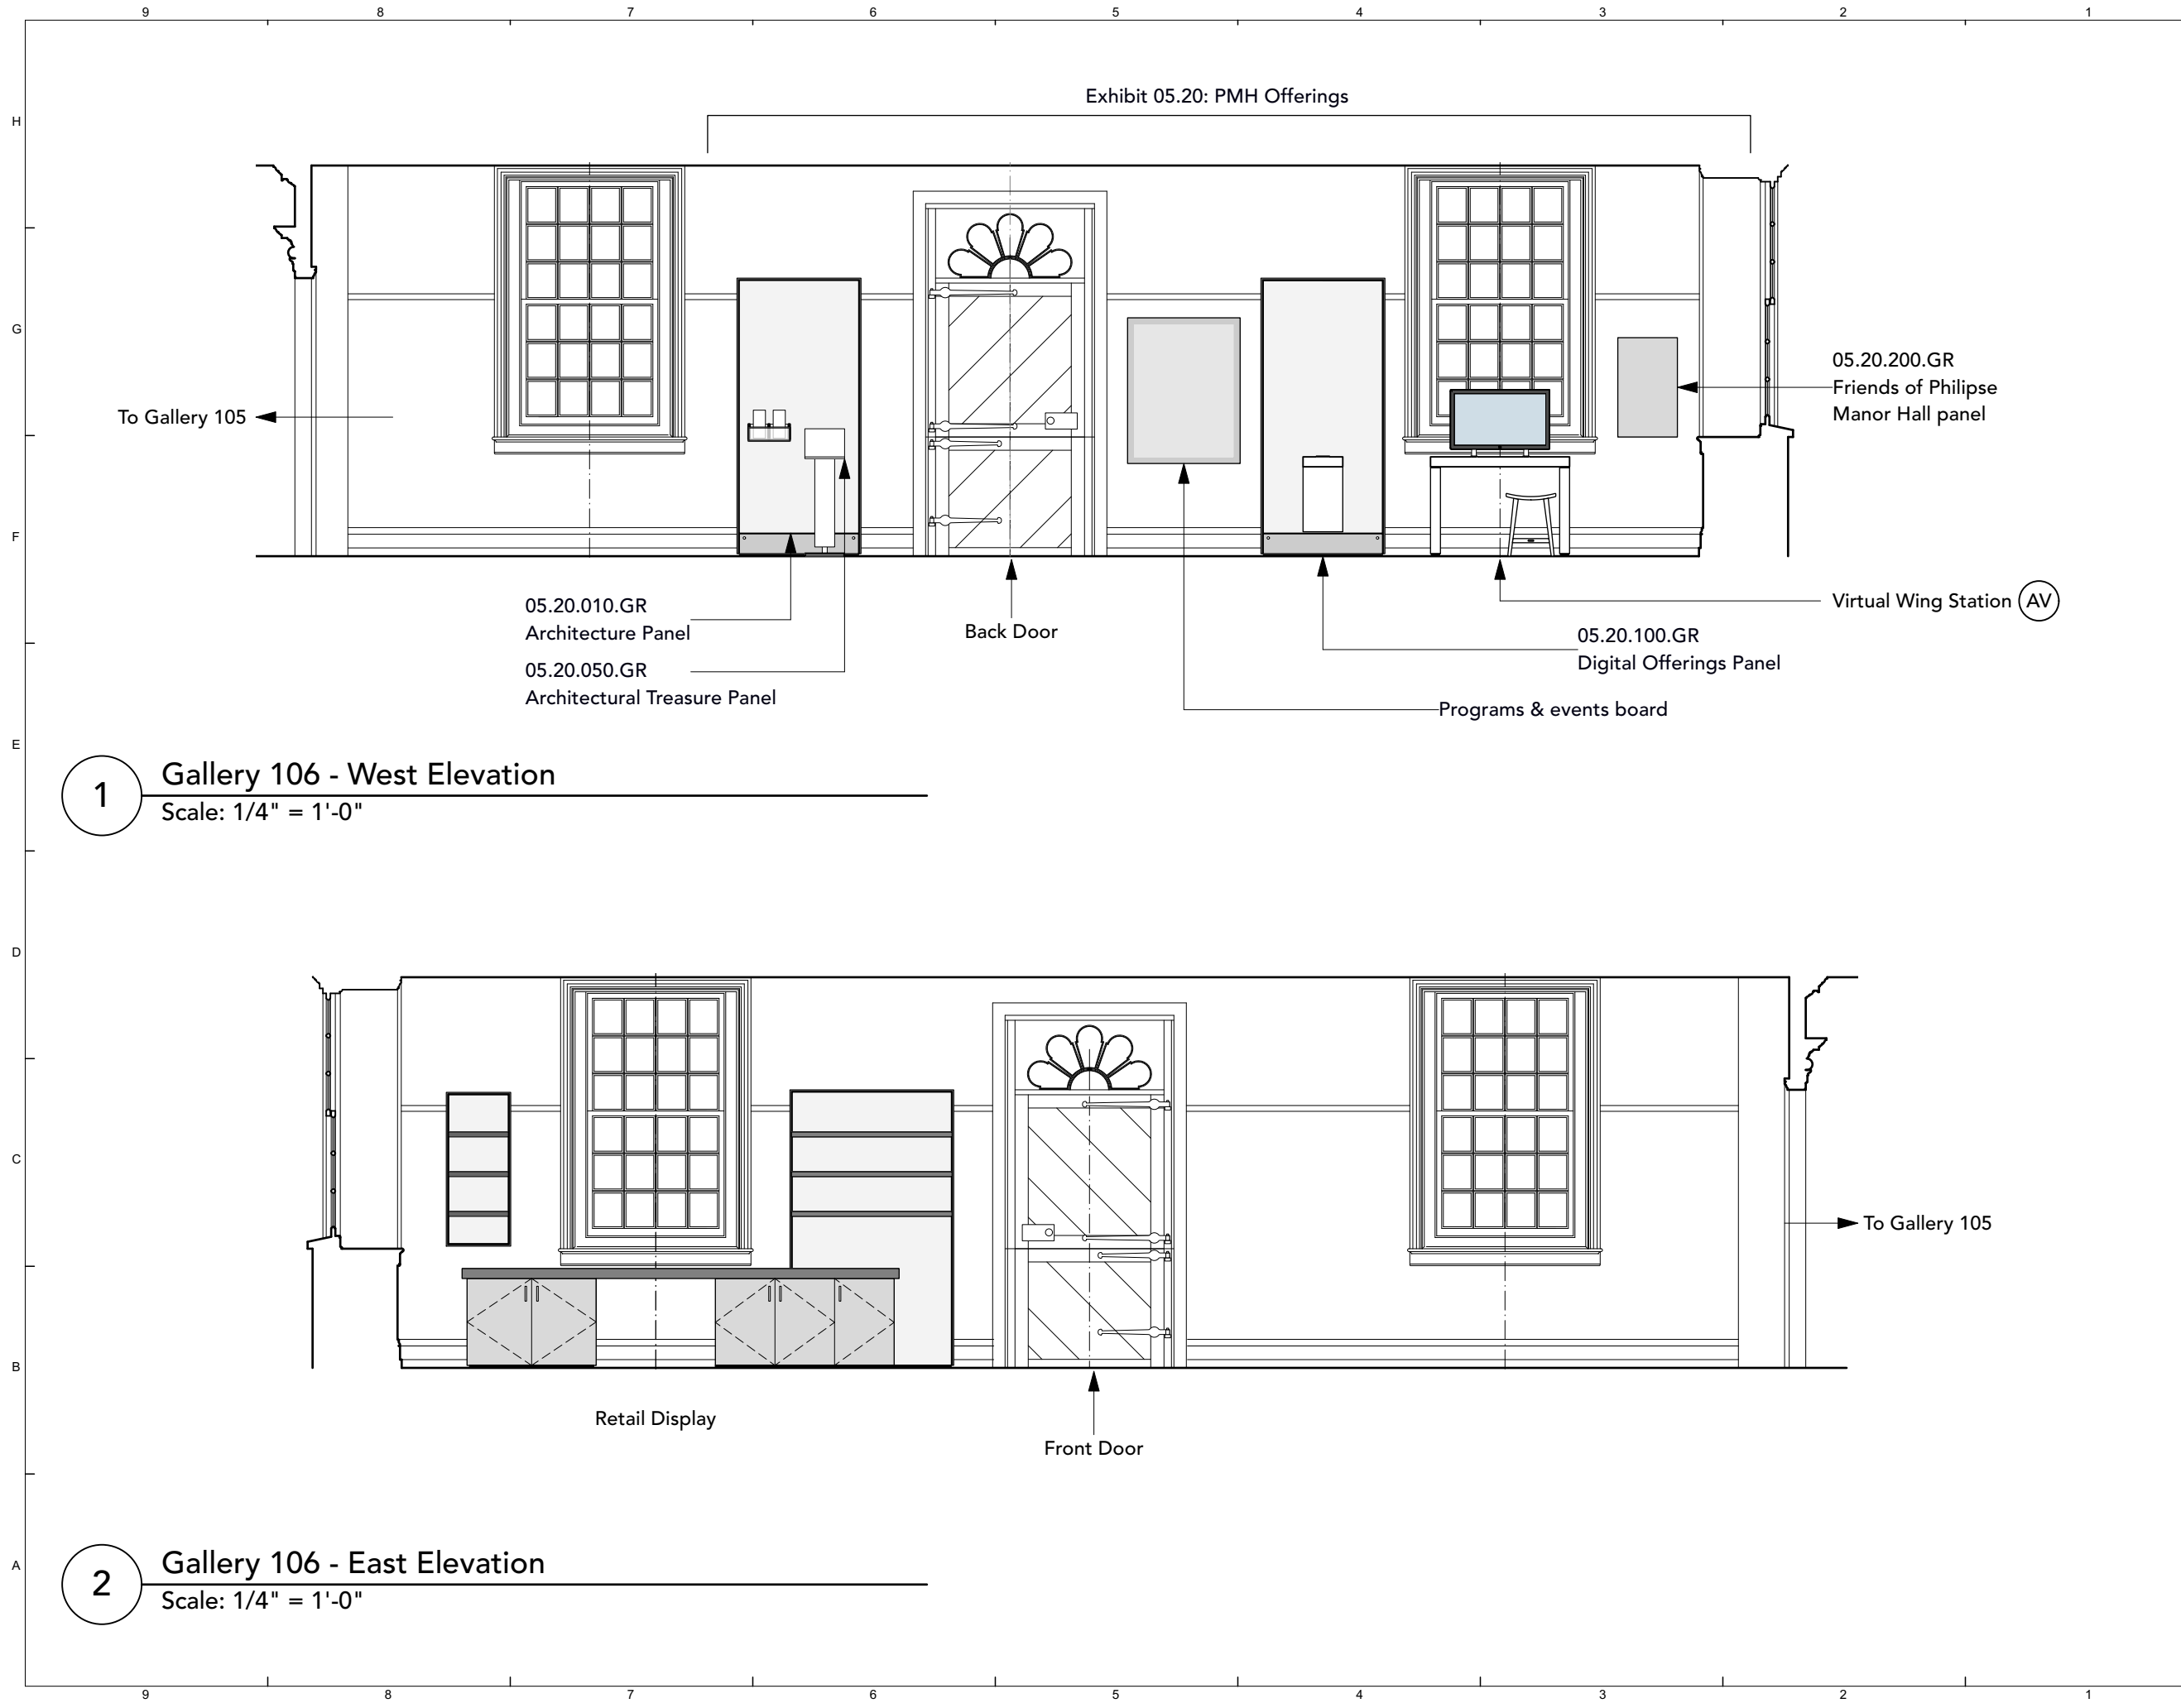 9 8 7 6 5 4 3 2 1
Exhibit 05.20: PMH Offerings
H
G
05.20.200.GR
Friends of Philipse
Manor Hall panel
To Gallery 105
F
05.20.010.GR
Architecture Panel
05.20.050.GR
Architectural Treasure Panel
Back Door
Virtual Wing Station AV
05.20.100.GR
Digital Offerings Panel
Programs & events board
E
1
Gallery 106 - West Elevation
Scale: 1/4" = 1'-0"
D
C
To Gallery 105
B
Retail Display
Front Door
A
2
Gallery 106 - East Elevation
Scale: 1/4" = 1'-0"
9 8 7 6 5 4 3 2 1